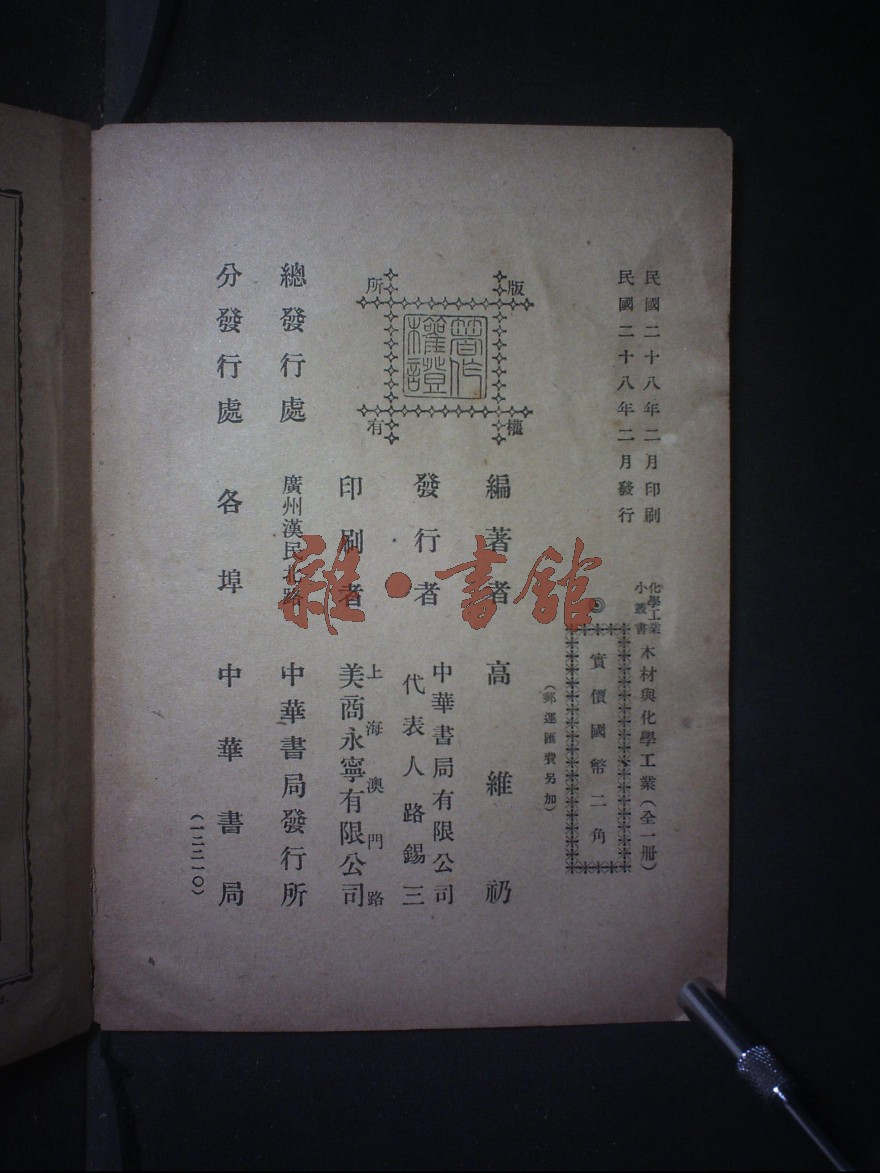 民國二十八年二月印刷
民國二十八年二月發行
化學工業
小叢書
木材與化學工業(全一册)
實價國幣二角
(郵運匯費另加)
版權所有
著作權證
編著者 高維礽
發行者 中華書局有限公司
代表人路錫三
上海澳門路
印刷者 美商永寧有限公司
總發行處 廣州漢民北路 中華書局發行所
分發行處 各埠 中華書局
(一二二一〇)
雜·書館